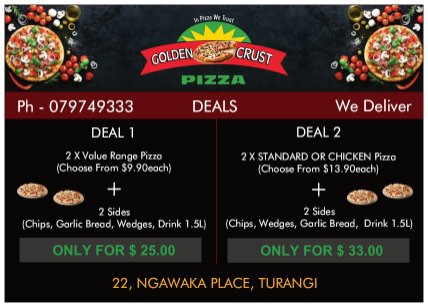 In Pizza We Trust
GOLDEN CRUST
PIZZA
Ph - 079749333 DEALS We Deliver
DEAL 1
2 X Value Range Pizza
(Choose From $9.90each)
+
2 Sides
(Chips, Garlic Bread, Wedges, Drink 1.5L)
ONLY FOR $ 25.00
DEAL 2
2 X STANDARD OR CHICKEN Pizza
(Choose From $13.90each)
+
2 Sides
(Chips, Wedges, Garlic Bread, Drink 1.5L)
ONLY FOR $ 33.00
22, NGAWAKA PLACE, TURANGI